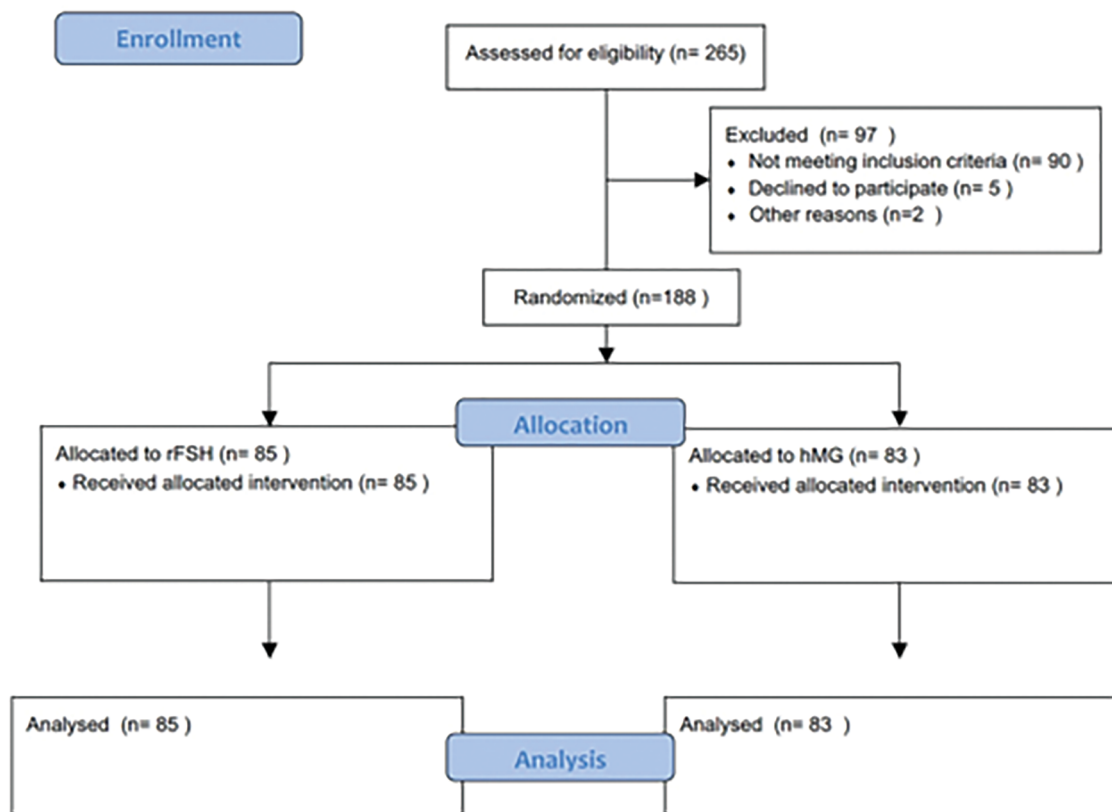 Enrollment
Assessed for eligibility (n= 265)
Excluded (n= 97 )
• Not meeting inclusion criteria (n= 90 )
• Declined to participate (n= 5 )
• Other reasons (n=2 )
Randomized (n=188 )
Allocation
Allocated to rFSH (n= 85 )
• Received allocated intervention (n= 85 )
Allocated to hMG (n= 83 )
• Received allocated intervention (n= 83 )
Analysed (n= 85 )
Analysed (n= 83 )
Analysis